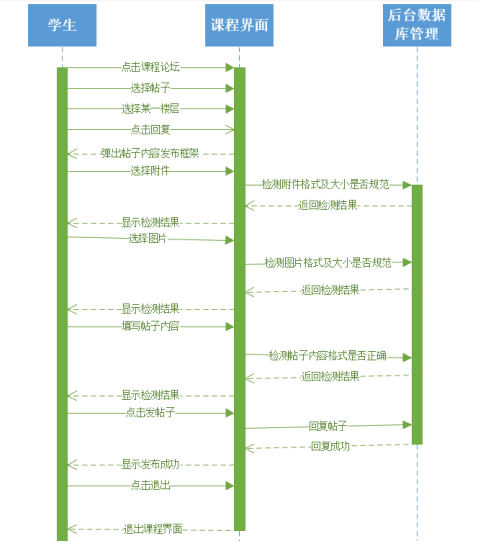 学生
课程界面
后台数据
库管理
点击课程论坛
选择帖子
选择某一楼层
点击回复
弹出帖子内容发布框架
选择附件
检测附件格式及大小是否规范
返回检测结果
显示检测结果
选择图片
检测图片格式及大小是否规范
返回检测结果
显示检测结果
填写帖子内容
检测帖子内容格式是否正确
返回检测结果
显示检测结果
点击发帖子
回复帖子
回复成功
显示发布成功
点击退出
退出课程界面